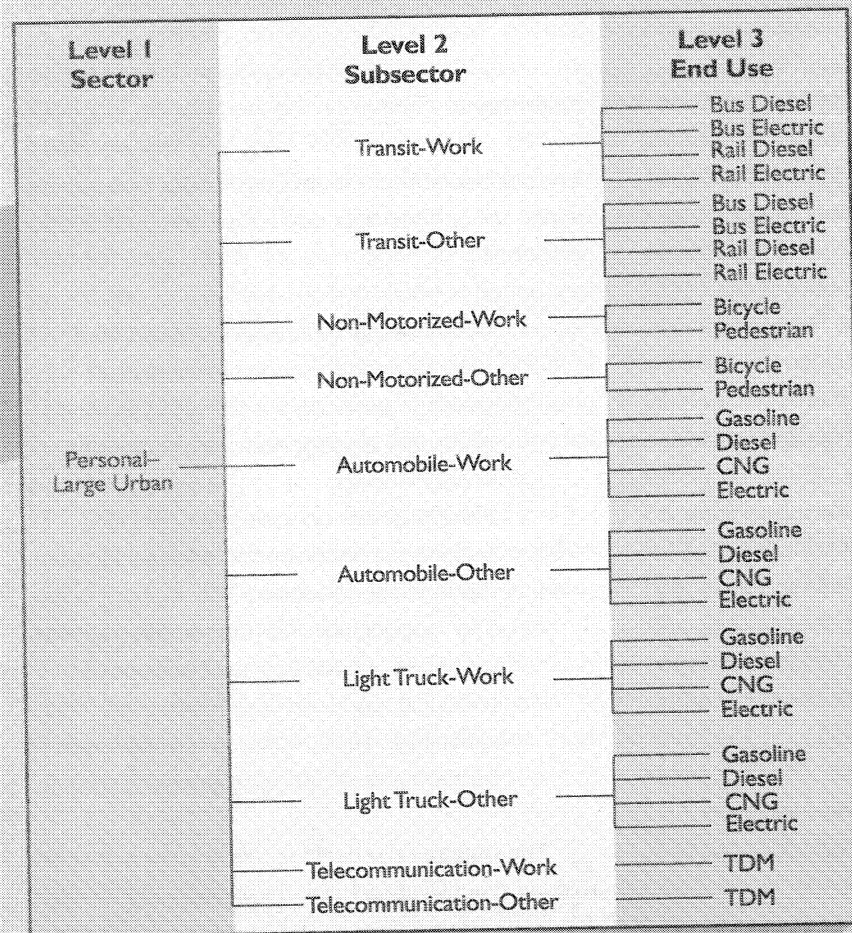 Level 1
Sector
Level 2
Subsector
Level 3
End Use
Transit-Work
Bus Diesel
Bus Electric
Rail Diesel
Rail Electric
Transit-Other
Bus Diesel
Bus Electric
Rail Diesel
Rail Electric
Non-Motorized-Work
Bicycle
Pedestrian
Non-Motorized-Other
Bicycle
Pedestrian
Personal–
Large Urban
Automobile-Work
Gasoline
Diesel
CNG
Electric
Automobile-Other
Gasoline
Diesel
CNG
Electric
Light Truck-Work
Gasoline
Diesel
CNG
Electric
Light Truck-Other
Gasoline
Diesel
CNG
Electric
Telecommunication-Work
TDM
Telecommunication-Other
TDM